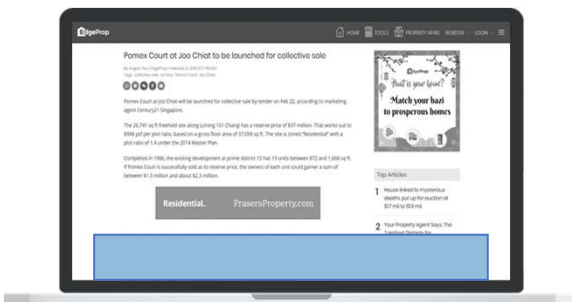 EdgeProp
HOME TOOLS PROPERTY NEWS REGISTER LOGIN
Pomex Court at Joo Chiat to be launched for collective sale
Pomex Court at Joo Chiat will be launched for collective sale by tender on Feb 22, according to marketing
agent Century21 Singapore.
The 26,741 sq ft freehold site along Lorong 101 Changi has a reserve price of $37 million. That works out to
psf per plot ratio, based on a gross floor area of sq ft. The site is zoned "Residential" with a
plot ratio of 1.4 under the 2014 Master Plan.
Completed in 1986, the existing development at prime district 15 has 19 units between 872 and 1,668 sq ft.
If Pomex Court is successfully sold at its reserve price, the owners of each unit could garner a sum of
between $1.5 million and about $2.3 million.
Residential. FrasersProperty.com
EdgeProp
What is your home?
Match your bazi
to prosperous homes
Top Articles
1 House linked to mysterious
deaths put up for auction at
$17 mil to $19 mil
2 Your Property Agent Says: The